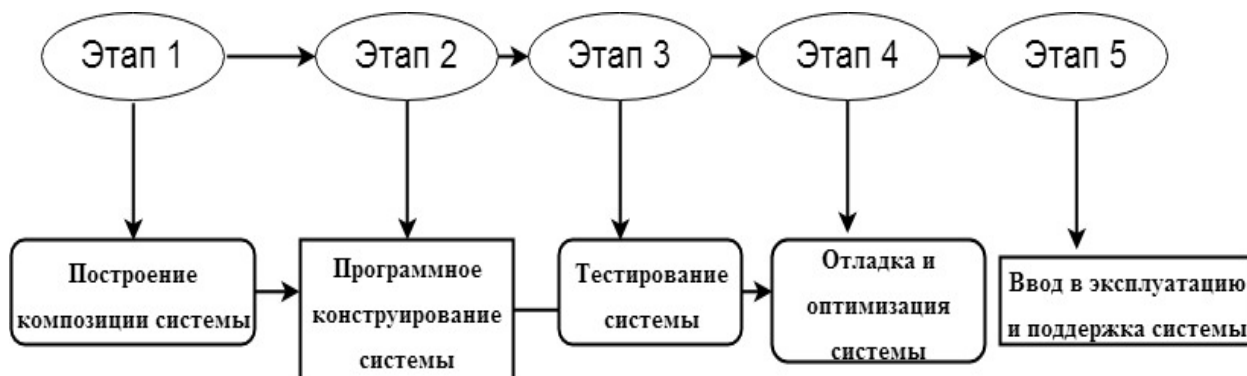 Этап 1
Этап 2
Этап 3
Этап 4
Этап 5
Построение
композиции системы
Программное
конструирование
системы
Тестирование
системы
Отладка и
оптимизация
системы
Ввод в эксплуатацию
и поддержка системы